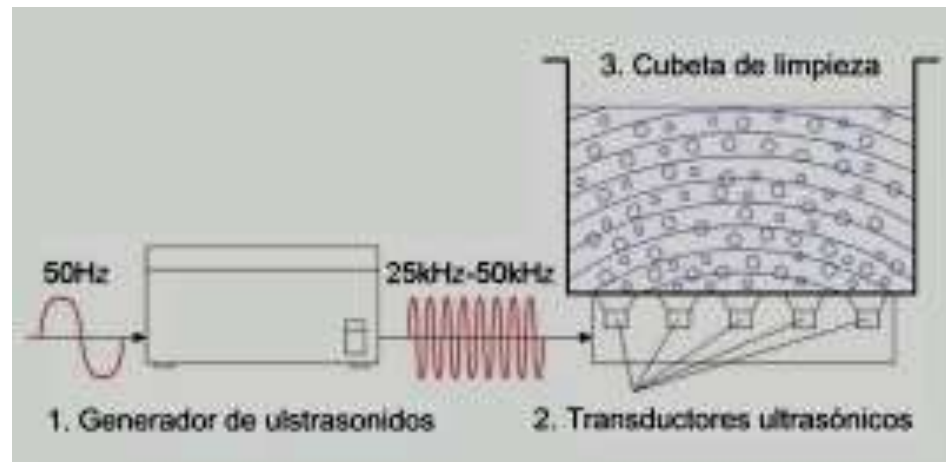 3. Cubeta de limpieza
50Hz
25kHz-50kHz
1. Generador de ulstrasonidos
2. Transductores ultrasónicos